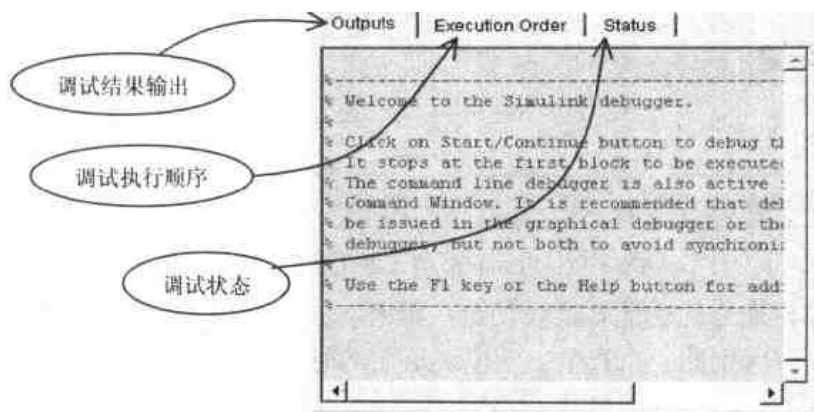 Outputs Execution Order Status
调试结果输出
%--------------------------------------------------
% Welcome to the Simulink debugger.
%
% Click on Start/Continue button to debug th
% It stops at the first block to be execute
调试执行顺序
% The command line debugger is also active
% Command Window. It is recommended that de
% be issued in the graphical debugger or the
% debugger, but not both to avoid synchroni
%
调试状态
% Use the F1 key or the Help button for add
%--------------------------------------------------